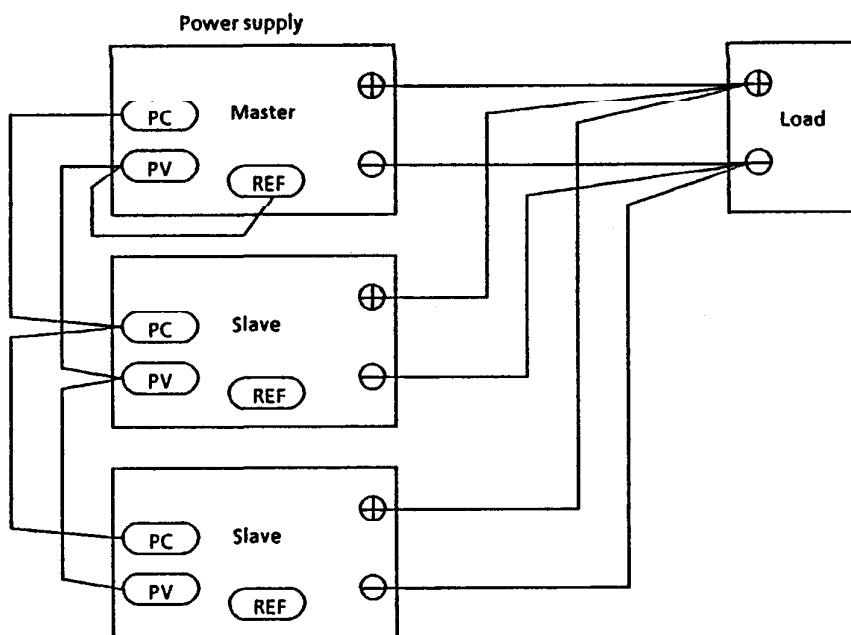 Power supply
PC
Master
Load
PV
REF
PC
Slave
PV
REF
PC
Slave
PV
REF